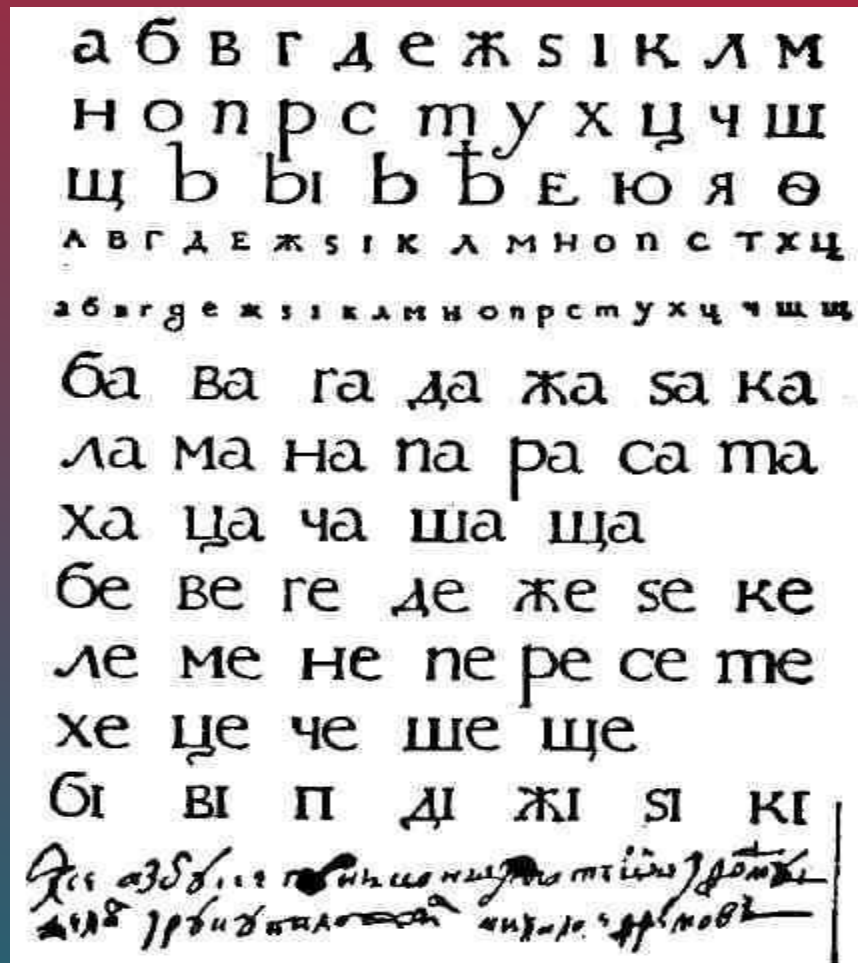 а б в г д е ж ѕ і к л м
н о п р с т у х ц ч ш
щ ъ ы ь ѣ є ю я ѳ
А В Г Д Е Ж Ѕ І К Л М Н О П С Т Х Ц
а б в г д е ж ѕ і к л м н о п р с т у х ц ч ш щ
ба ва га да жа ѕа ка
ла ма на па ра са та
ха ца ча ша ща
бе ве ге де же ѕе ке
ле ме не пе ре се те
хе це че ше ще
бі ві гі ді жі ѕі кі